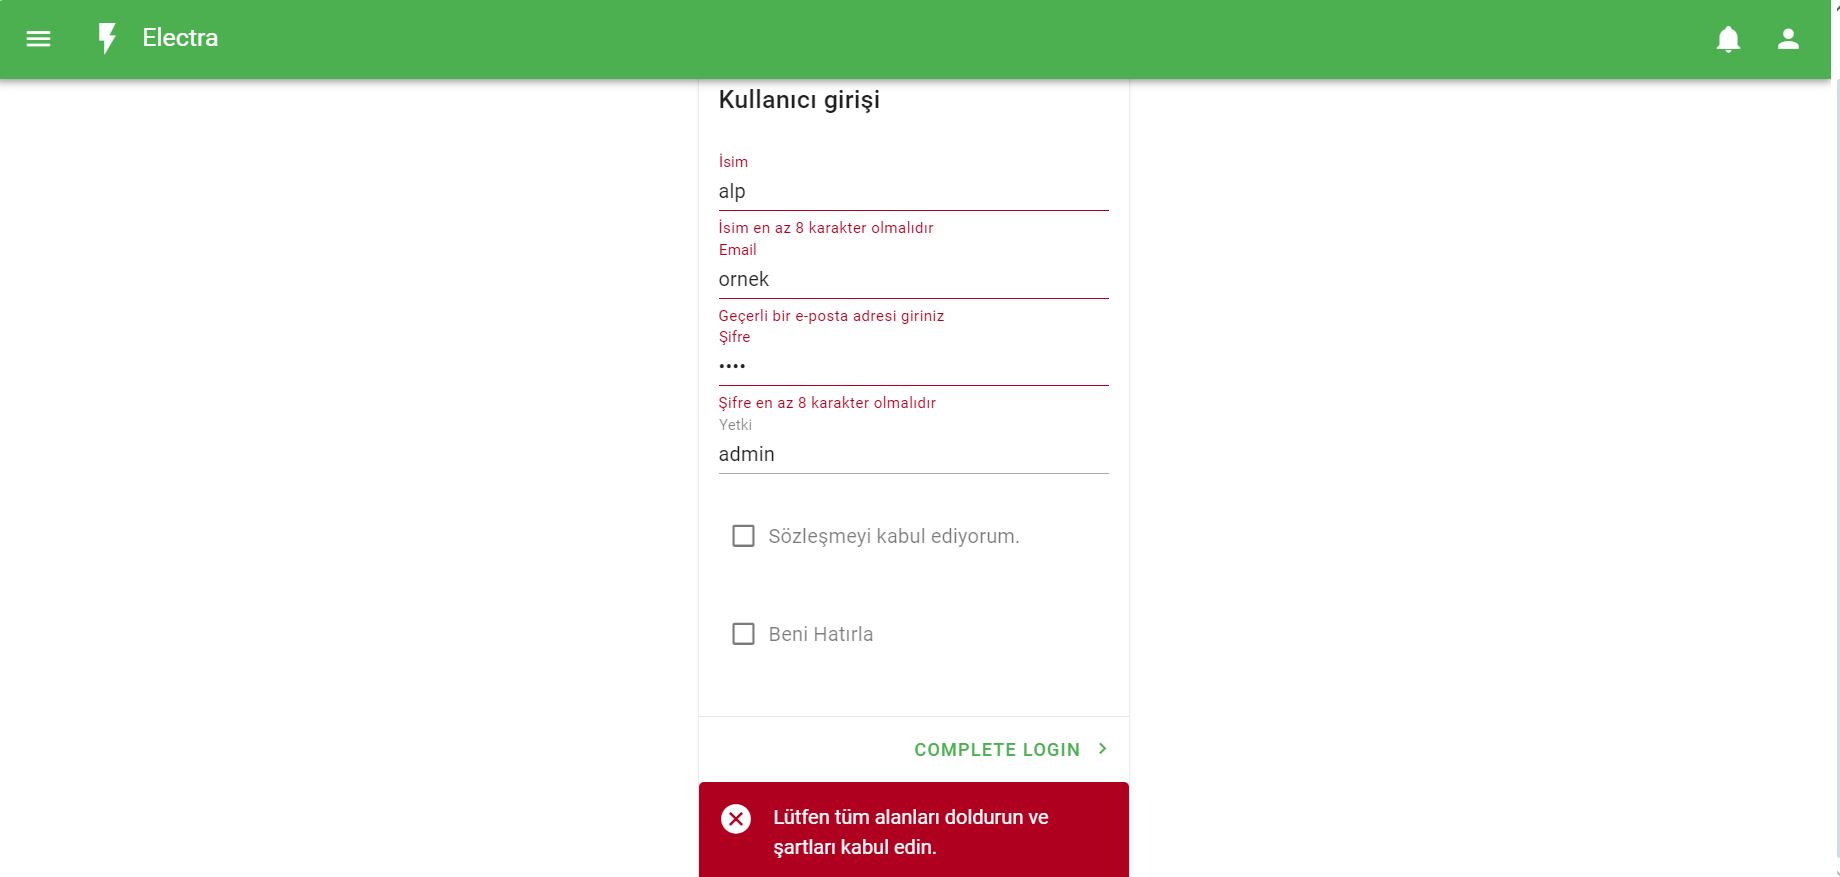 Electra
Kullanıcı girişi
İsim
alp
İsim en az 8 karakter olmalıdır
Email
ornek
Geçerli bir e-posta adresi giriniz
Şifre
••••
Şifre en az 8 karakter olmalıdır
Yetki
admin
Sözleşmeyi kabul ediyorum.
Beni Hatırla
COMPLETE LOGIN
Lütfen tüm alanları doldurun ve
şartları kabul edin.